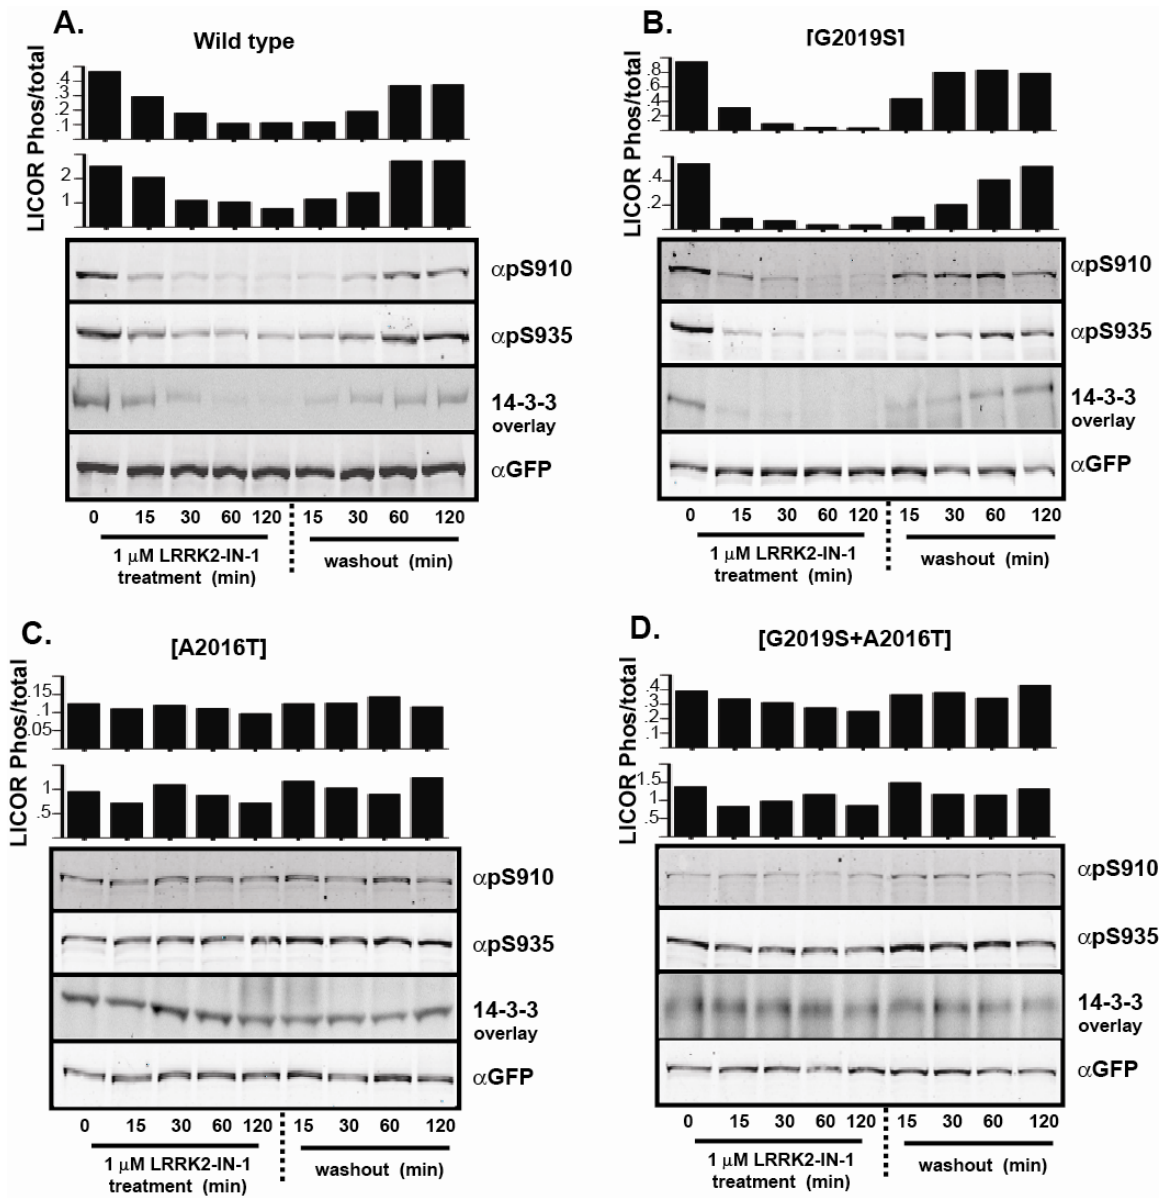 A.
Wild type
LICOR Phos/total
.4
.3
.2
.1
2
1
αpS910
αpS935
14-3-3
overlay
αGFP
0 15 30 60 120 15 30 60 120
1 μM LRRK2-IN-1
treatment (min)
washout (min)
B.
[G2019S]
LICOR Phos/total
.8
.6
.4
.2
.4
.2
αpS910
αpS935
14-3-3
overlay
αGFP
0 15 30 60 120 15 30 60 120
1 μM LRRK2-IN-1
treatment (min)
washout (min)
C.
[A2016T]
LICOR Phos/total
.15
.1
.05
1
.5
αpS910
αpS935
14-3-3
overlay
αGFP
0 15 30 60 120 15 30 60 120
1 μM LRRK2-IN-1
treatment (min)
washout (min)
D.
[G2019S+A2016T]
LICOR Phos/total
.4
.3
.2
.1
1.5
1
.5
αpS910
αpS935
14-3-3
overlay
αGFP
0 15 30 60 120 15 30 60 120
1 μM LRRK2-IN-1
treatment (min)
washout (min)